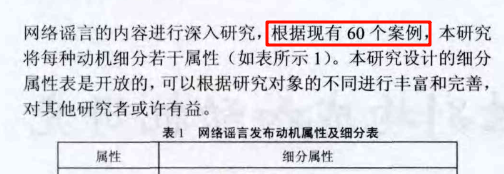 网络谣言的内容进行深入研究，根据现有 60 个案例，本研究
将每种动机细分若干属性（如表所示 1）。本研究设计的细分
属性表是开放的，可以根据研究对象的不同进行丰富和完善，
对其他研究者或许有益。
表 1 网络谣言发布动机属性及细分表
属性 细分属性